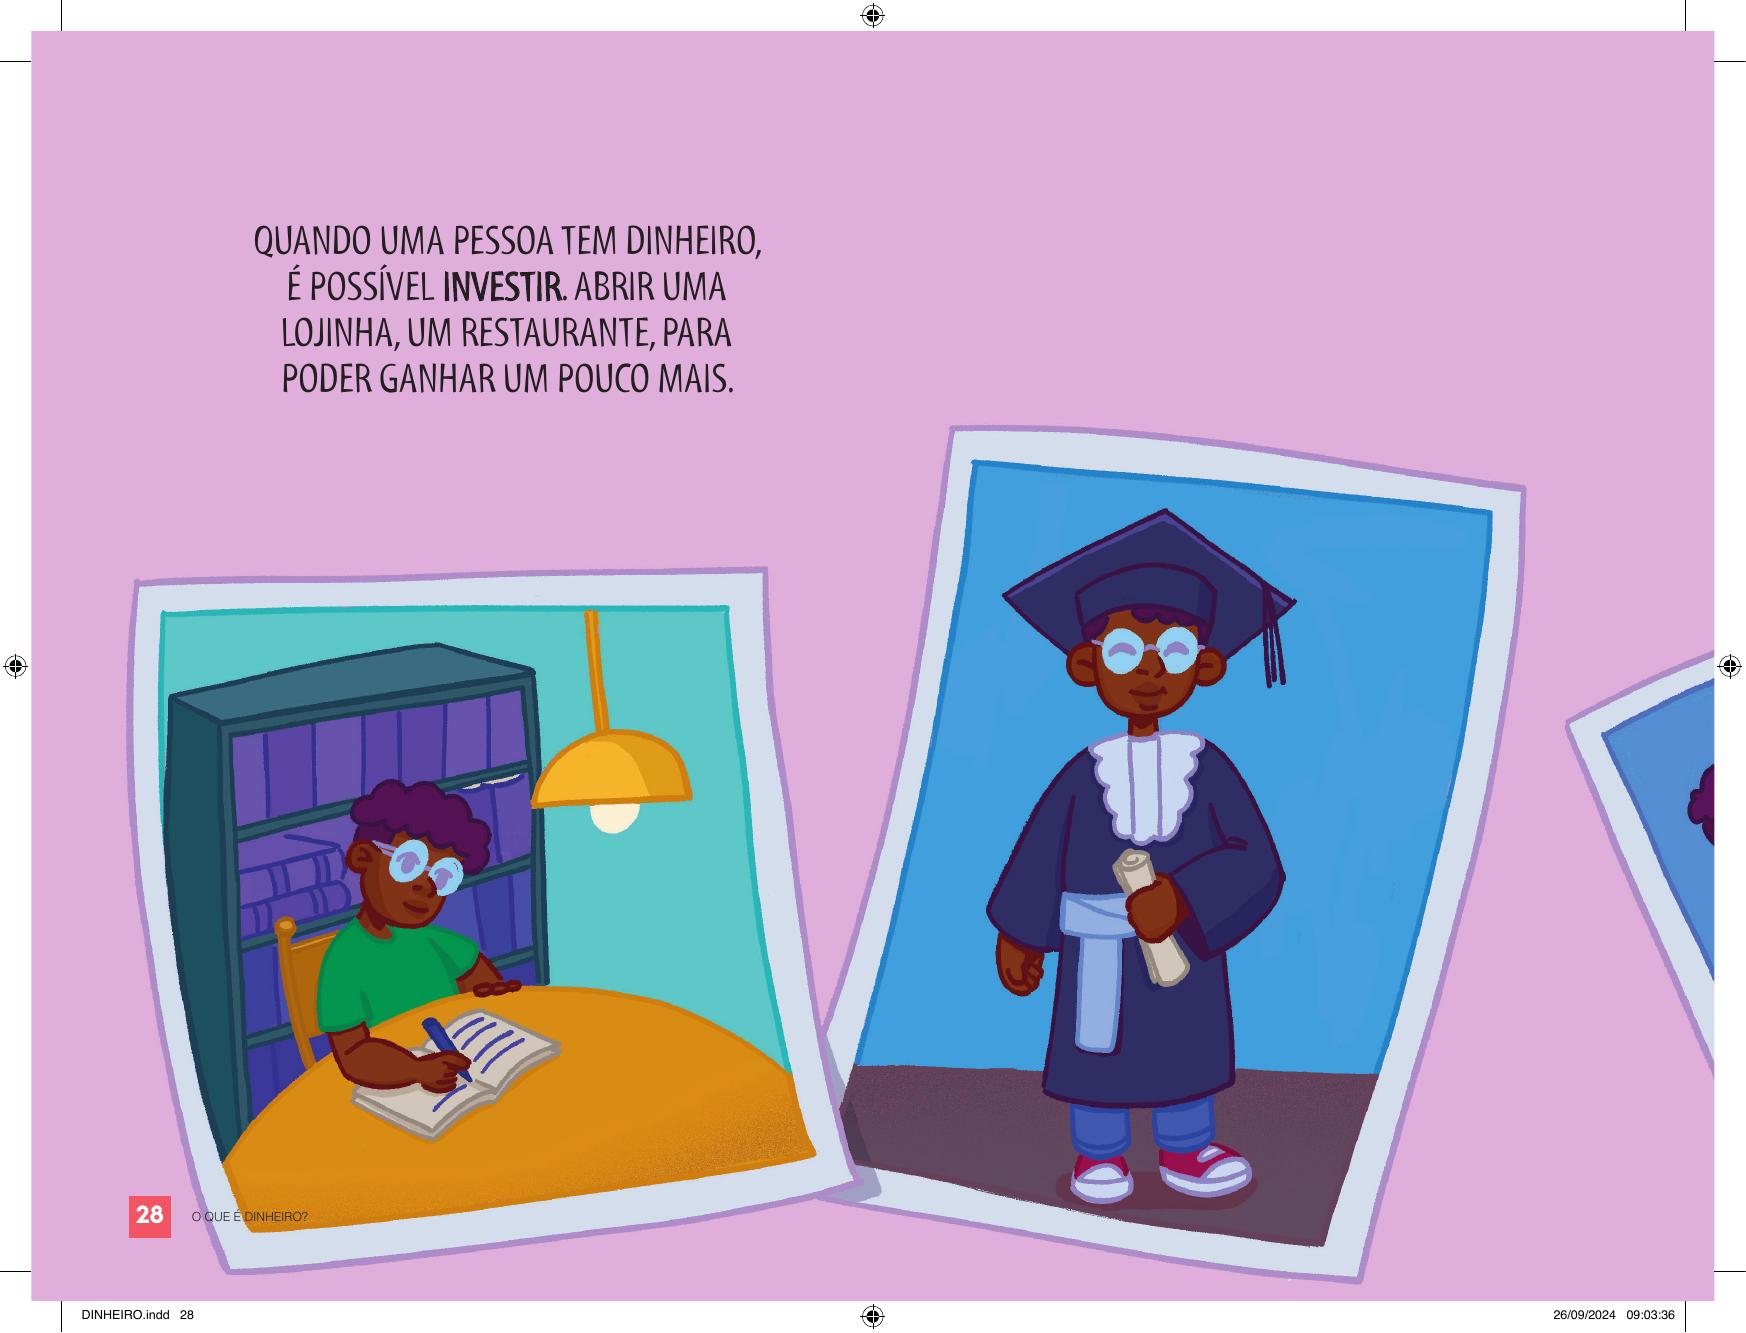 QUANDO UMA PESSOA TEM DINHEIRO,
É POSSÍVEL INVESTIR. ABRIR UMA
LOJINHA, UM RESTAURANTE, PARA
PODER GANHAR UM POUCO MAIS.
28 O QUE É DINHEIRO?
DINHEIRO.indd 28 26/09/2024 09:03:36